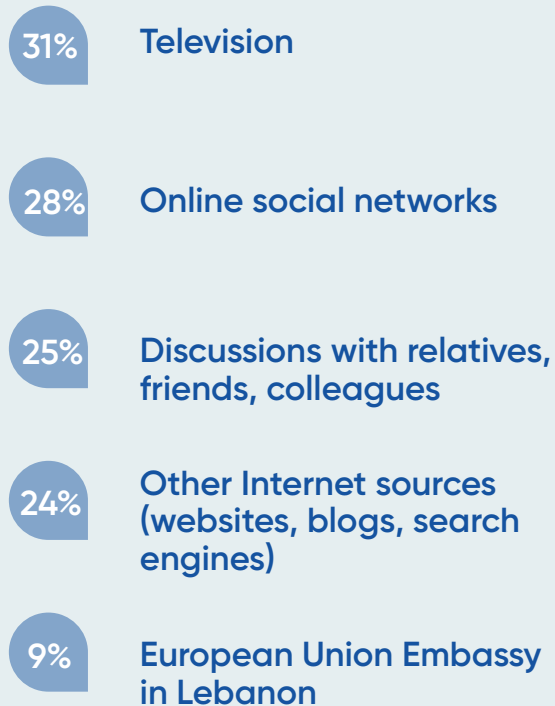 31%
Television
28%
Online social networks
25%
Discussions with relatives,
friends, colleagues
24%
Other Internet sources
(websites, blogs, search
engines)
9%
European Union Embassy
in Lebanon